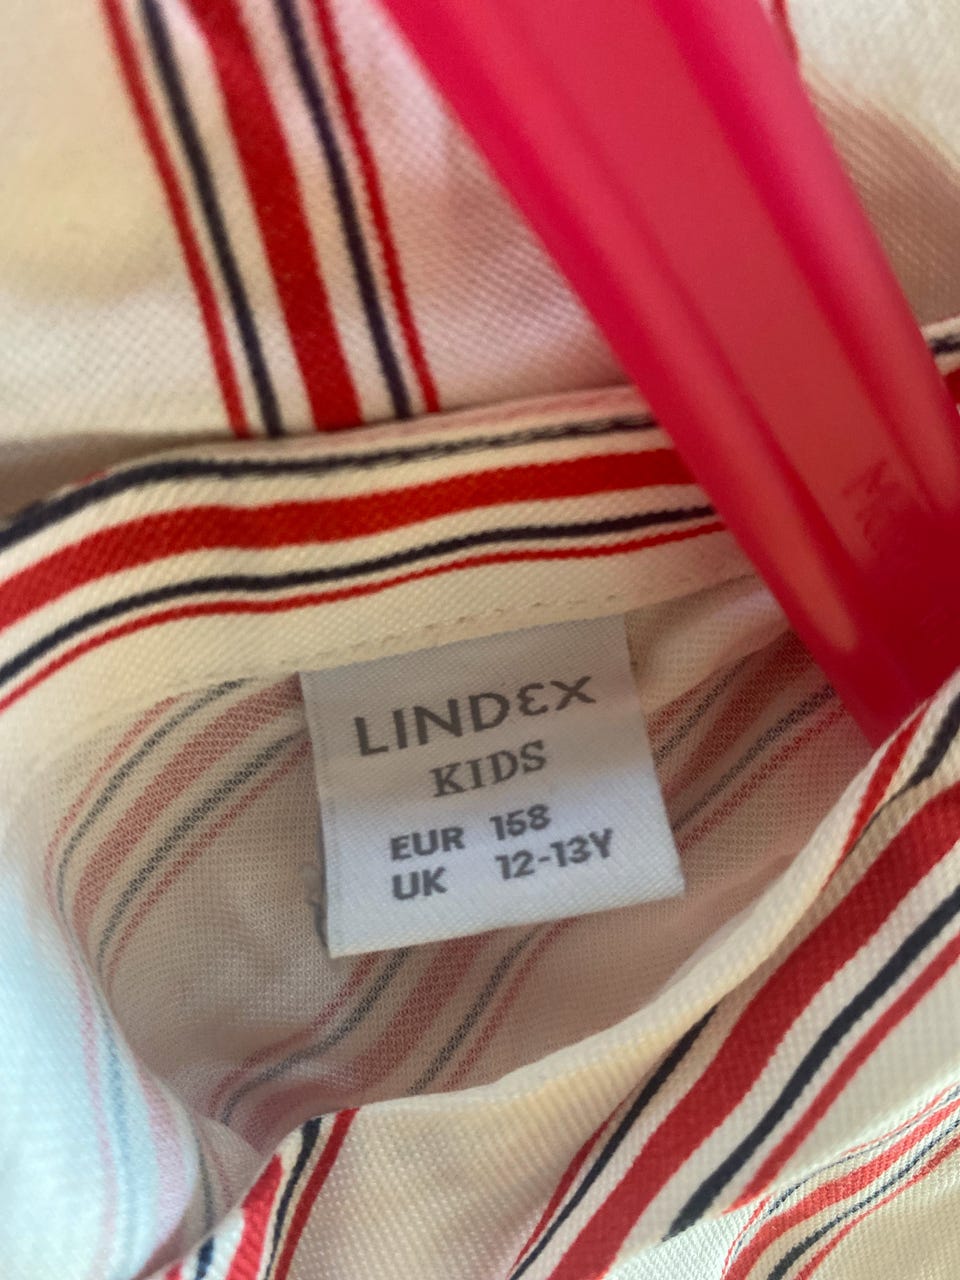 LINDEX
KIDS
EUR 158
UK 12-13Y